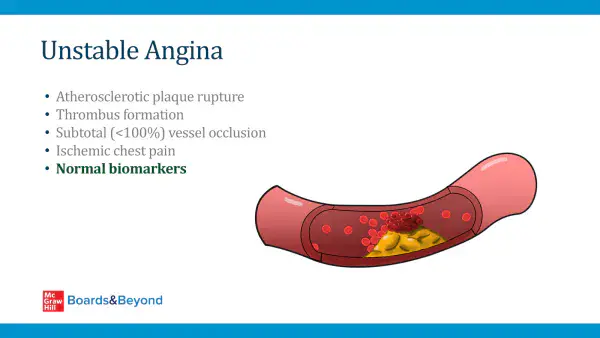 Unstable Angina
• Atherosclerotic plaque rupture
• Thrombus formation
• Subtotal (<100%) vessel occlusion
• Ischemic chest pain
• Normal biomarkers
Mc
Graw
Hill
Boards&Beyond